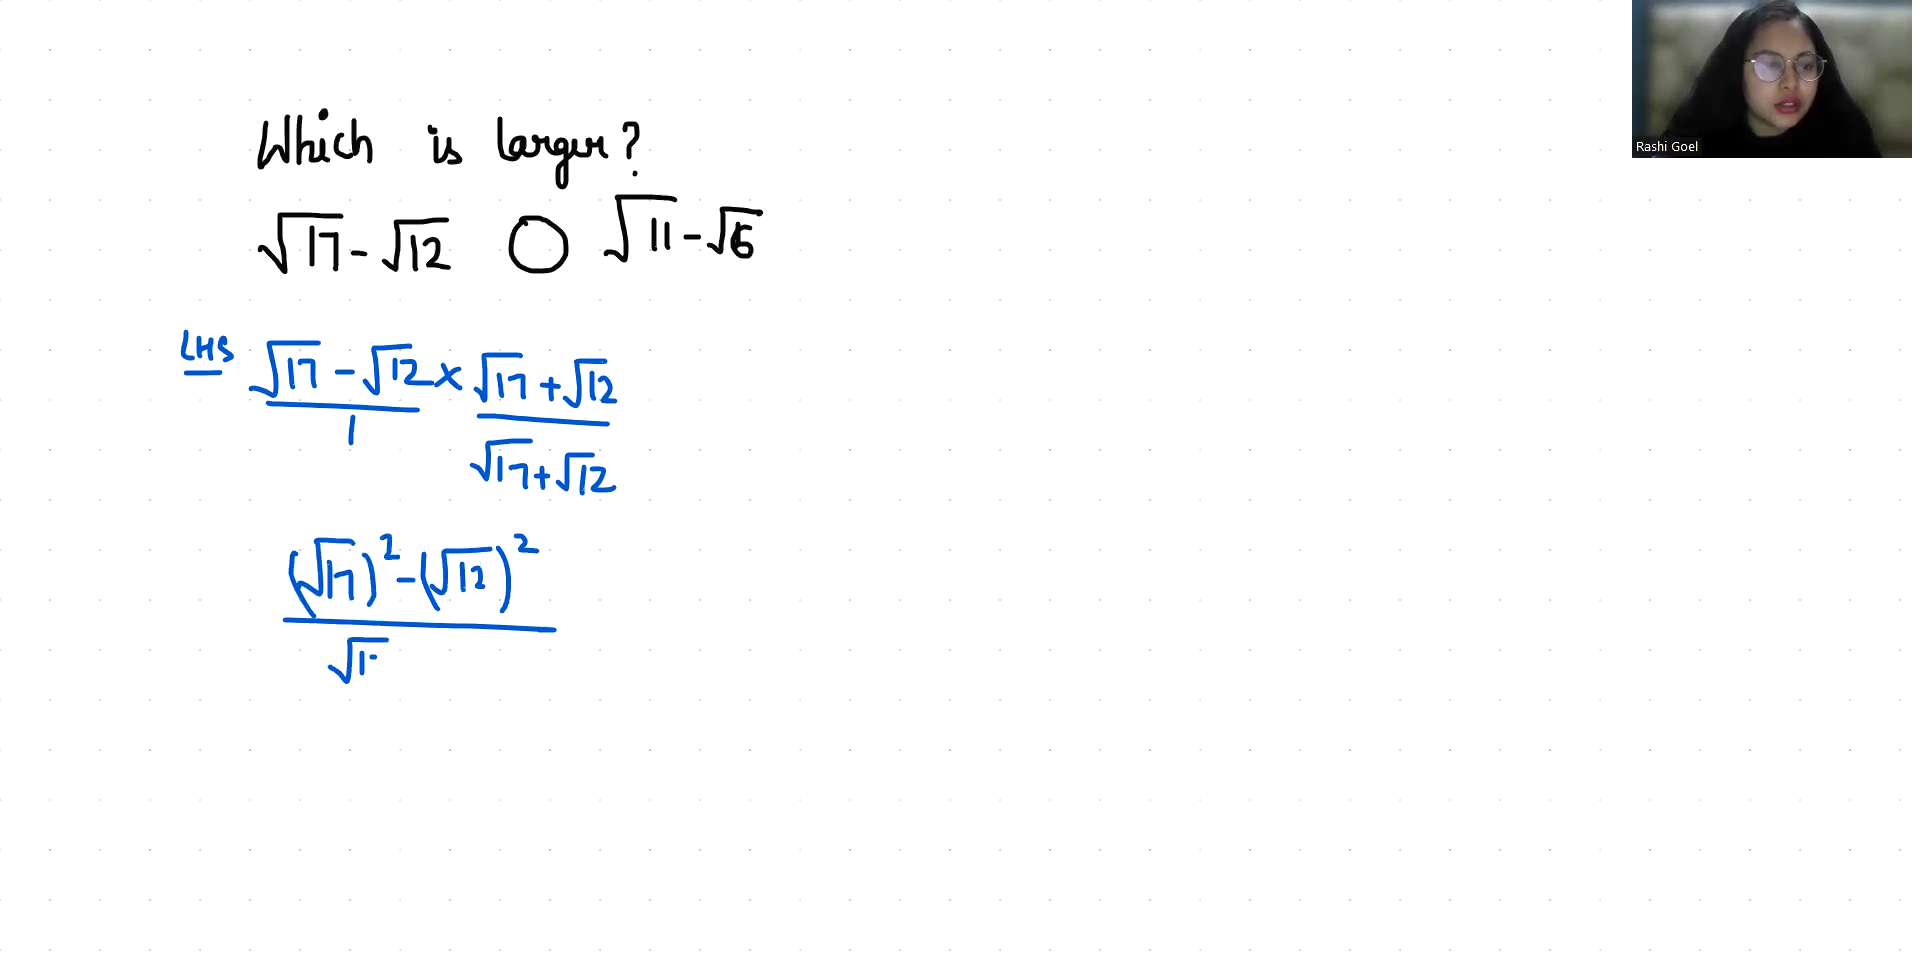 Which is larger?
√17 - √12 ◯ √11 - √6
LHS √17 - √12 / 1 × √17 + √12 / √17 + √12
(√17)² - (√12)² / √1
Rashi Goel